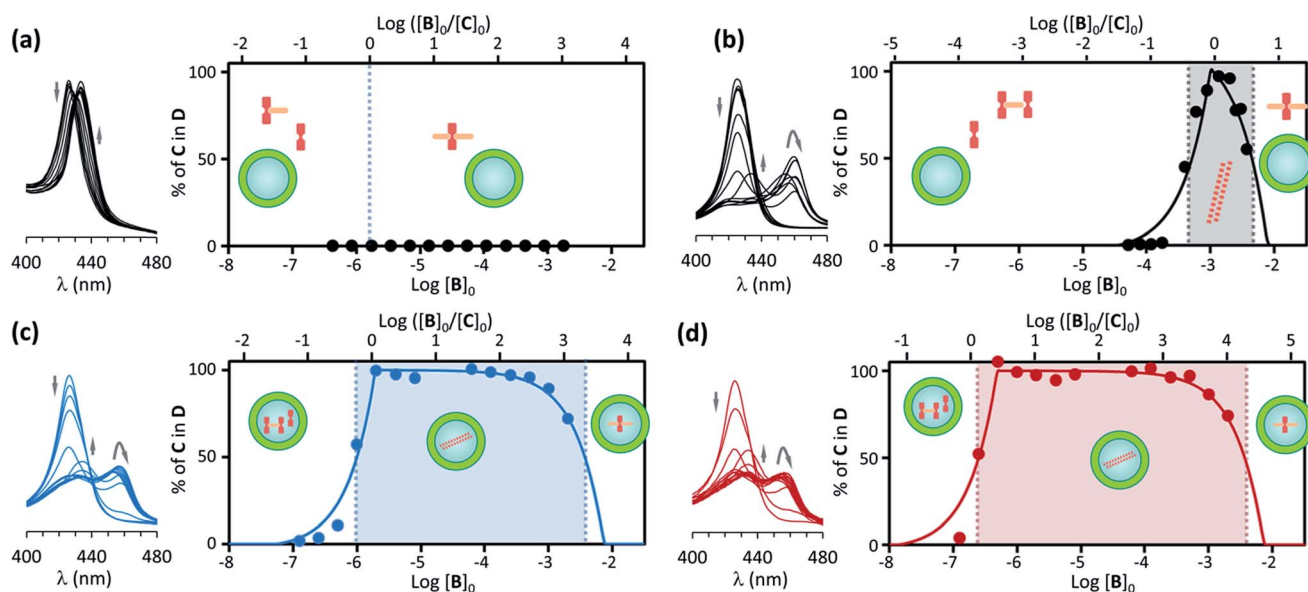 (a)
Log ([B]₀/[C]₀)
-2 -1 0 1 2 3 4
% of C in D
100
50
0
-8 -7 -6 -5 -4 -3 -2
Log [B]₀
400 440 480
λ (nm)
(b)
Log ([B]₀/[C]₀)
-5 -4 -3 -2 -1 0 1
% of C in D
100
50
0
-8 -7 -6 -5 -4 -3 -2
Log [B]₀
400 440 480
λ (nm)
(c)
Log ([B]₀/[C]₀)
-2 -1 0 1 2 3 4
% of C in D
100
50
0
-8 -7 -6 -5 -4 -3 -2
Log [B]₀
400 440 480
λ (nm)
(d)
Log ([B]₀/[C]₀)
-1 0 1 2 3 4 5
% of C in D
100
50
0
-8 -7 -6 -5 -4 -3 -2
Log [B]₀
400 440 480
λ (nm)